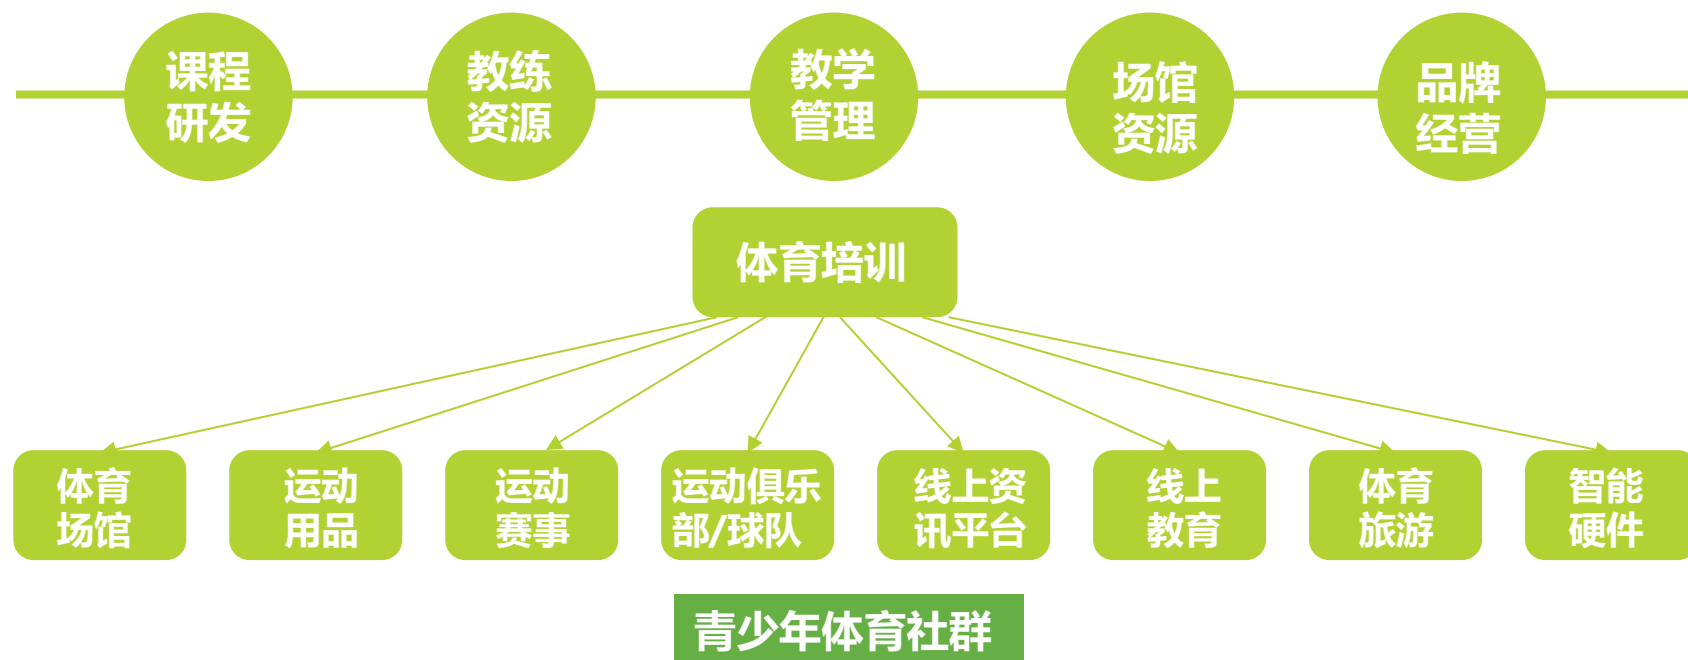 课程
研发
教练
资源
教学
管理
场馆
资源
品牌
经营
体育培训
体育
场馆
运动
用品
运动
赛事
运动俱乐
部/球队
线上资
讯平台
线上
教育
体育
旅游
智能
硬件
青少年体育社群